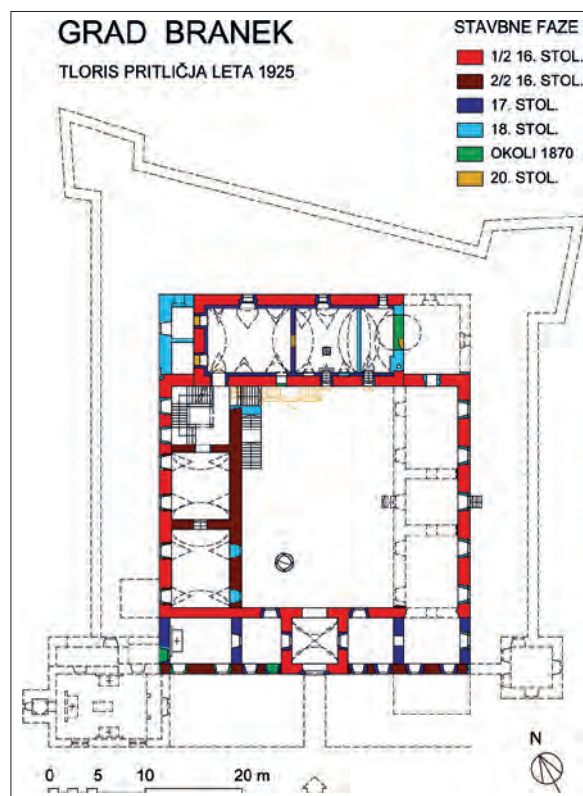 GRAD BRANEK
TLORIS PRITLIČJA LETA 1925
STAVBNE FAZE
1/2 16. STOL.
2/2 16. STOL.
17. STOL.
18. STOL.
OKOLI 1870
20. STOL.
N
0 5 10 20 m